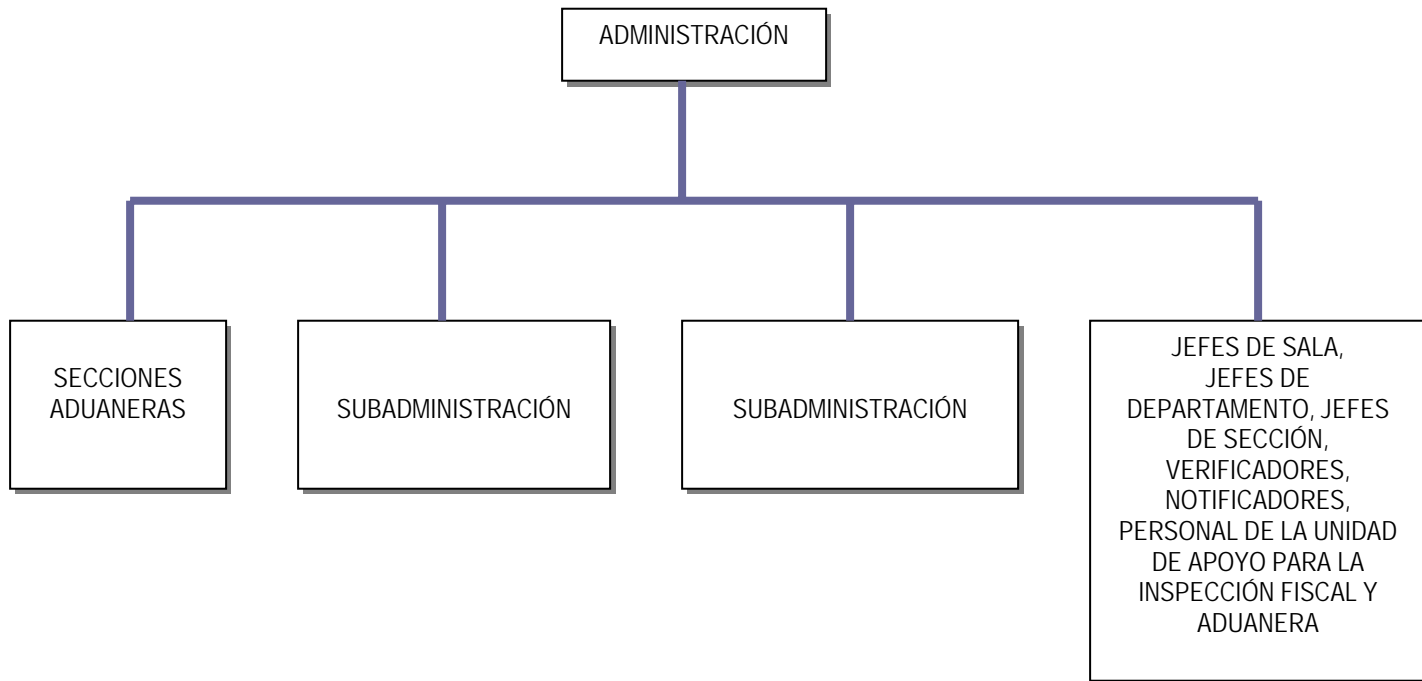 ADMINISTRACIÓN
SECCIONES
ADUANERAS
SUBADMINISTRACIÓN
SUBADMINISTRACIÓN
JEFES DE SALA,
JEFES DE
DEPARTAMENTO, JEFES
DE SECCIÓN,
VERIFICADORES,
NOTIFICADORES,
PERSONAL DE LA UNIDAD
DE APOYO PARA LA
INSPECCIÓN FISCAL Y
ADUANERA